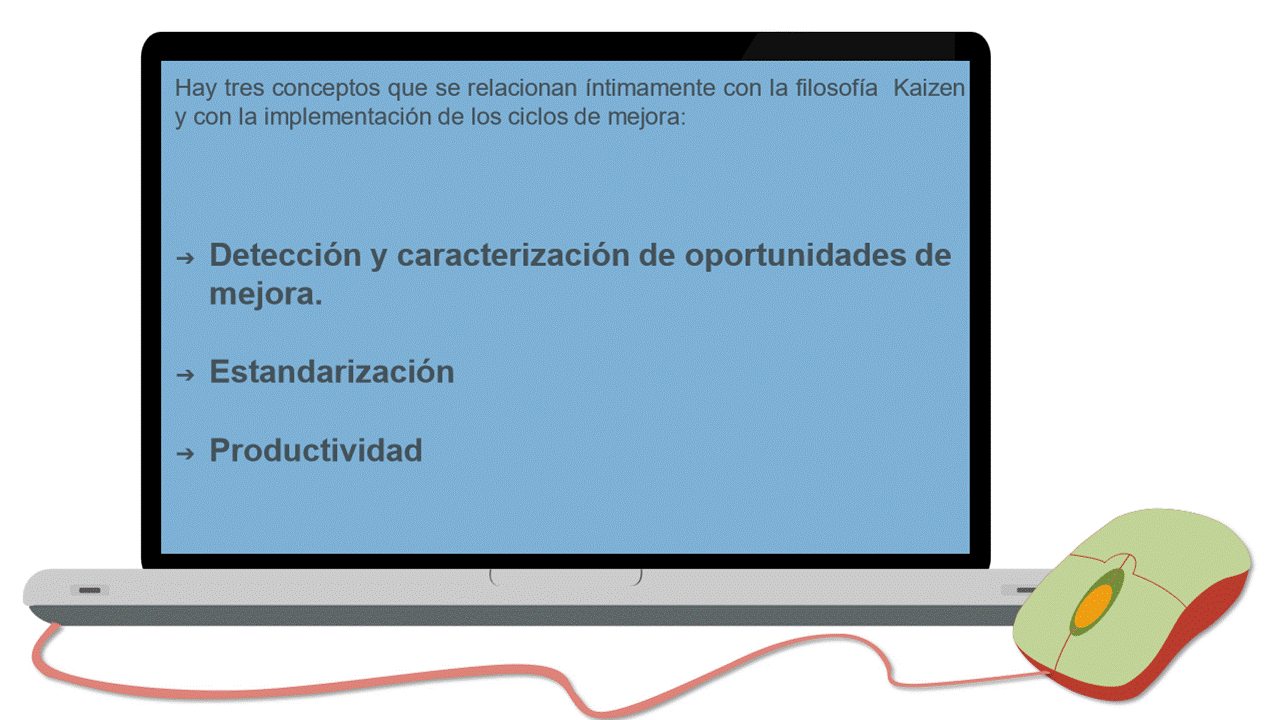 Hay tres conceptos que se relacionan íntimamente con la filosofía  Kaizen
y con la implementación de los ciclos de mejora:
➔ Detección y caracterización de oportunidades de
mejora.
➔ Estandarización
➔ Productividad